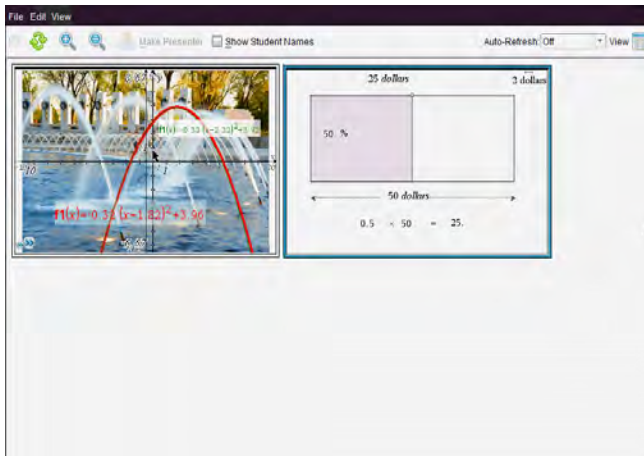 File Edit View
Make Presenter Show Student Names Auto-Refresh: Off View
-10
1
f1(x)=-0.32·(x-1.82)²+3.96
25 dollars
2 dollars
50 %
50 dollars
0.5 × 50 = 25.